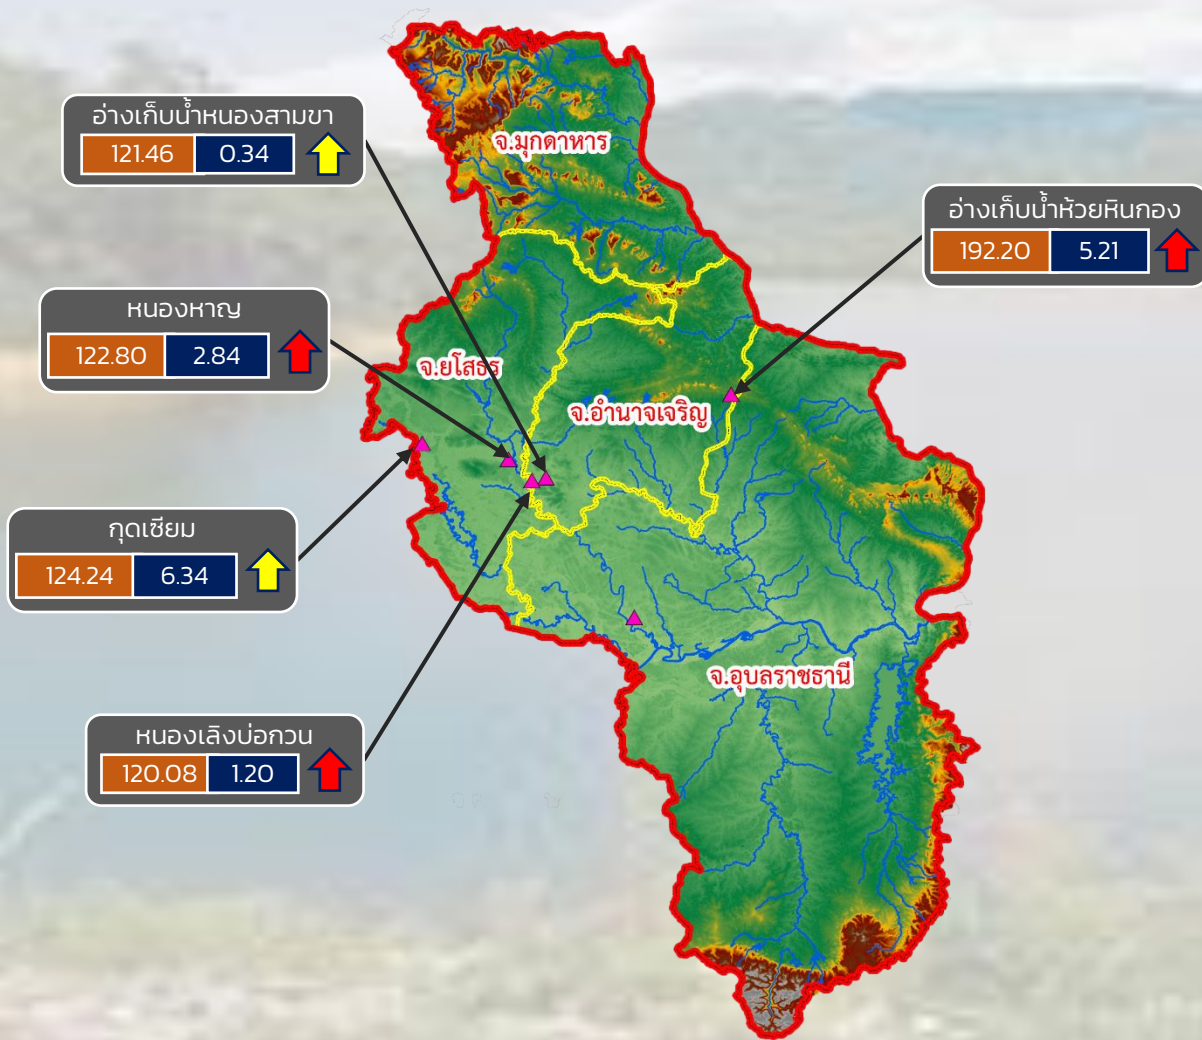 อ่างเก็บน้ำหนองสามขา
121.46 0.34
จ.มุกดาหาร
อ่างเก็บน้ำห้วยหินกอง
192.20 5.21
หนองหาญ
122.80 2.84
จ.ยโสธร
จ.อำนาจเจริญ
กุดเซียม
124.24 6.34
จ.อุบลราชธานี
หนองเลิงบ่อกวน
120.08 1.20